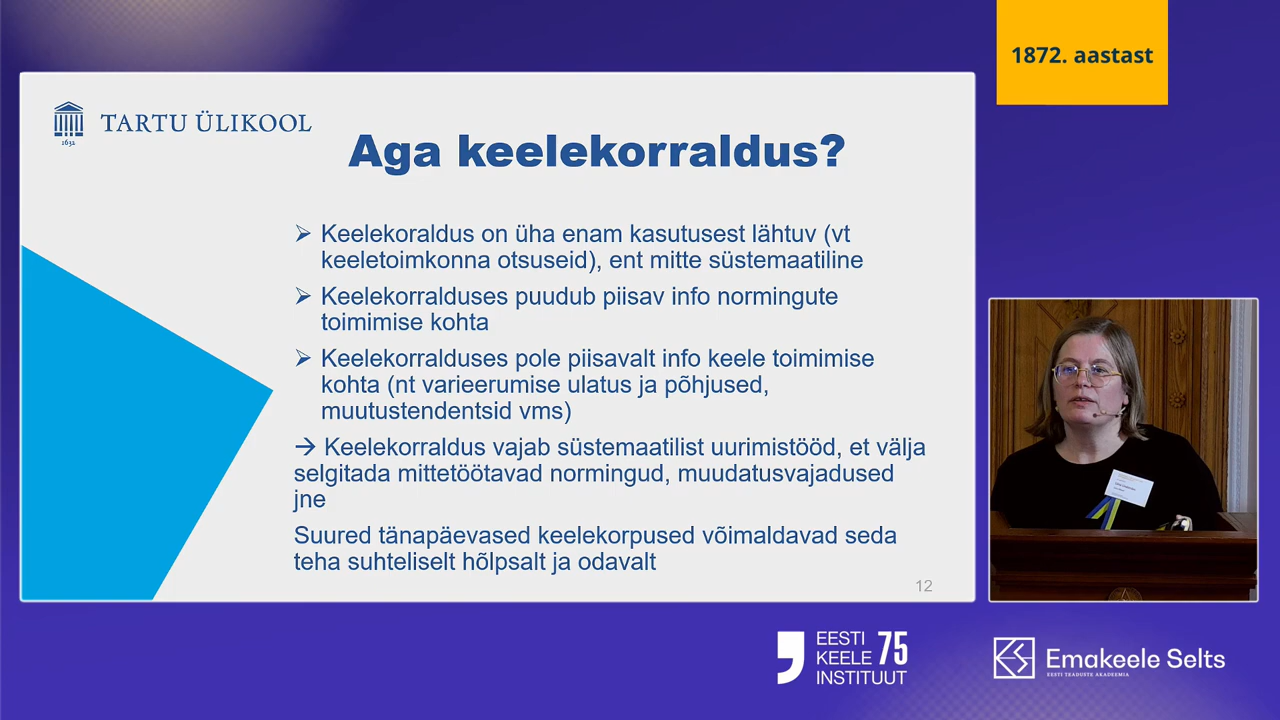 1872. aastast
TARTU ÜLIKOOL
1632
Aga keelekorraldus?
➢ Keelekoraldus on üha enam kasutusest lähtuv (vt
keeletoimkonna otsuseid), ent mitte süstemaatiline
➢ Keelekorralduses puudub piisav info normingute
toimimise kohta
➢ Keelekorralduses pole piisavalt info keele toimimise
kohta (nt varieerumise ulatus ja põhjused,
muutustendentsid vms)
→ Keelekorraldus vajab süstemaatilist uurimistööd, et välja
selgitada mittetöötavad normingud, muudatusvajadused
jne
Suured tänapäevased keelekorpused võimaldavad seda
teha suhteliselt hõlpsalt ja odavalt
12
EESTI
KEELE 75
INSTITUUT
Emakeele Selts
EESTI TEADUSTE AKADEEMIA